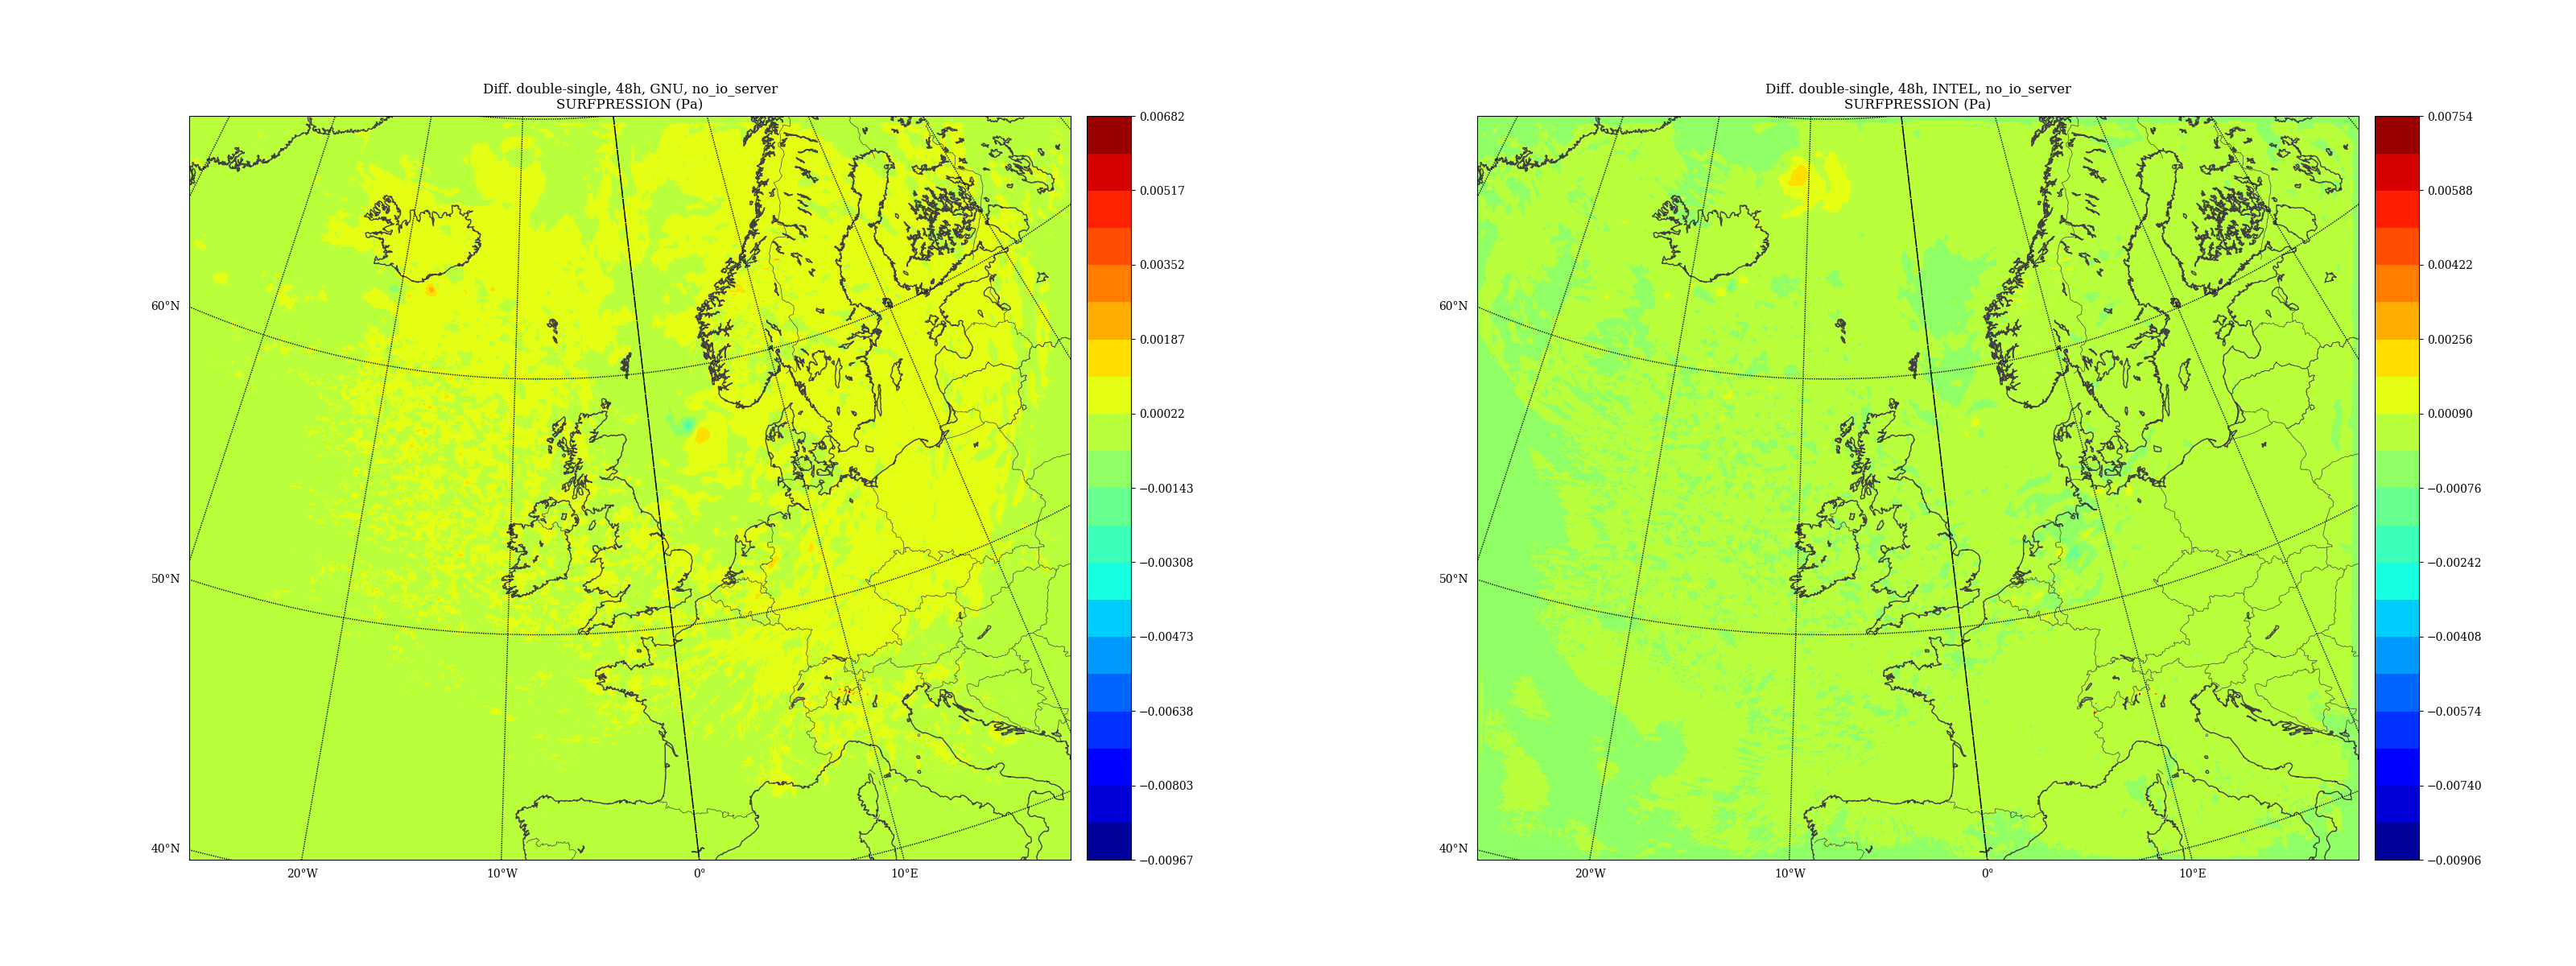 Diff. double-single, 48h, GNU, no_io_server
SURFPRESSION (Pa)
60°N
50°N
40°N
20°W
10°W
0°
10°E
0.00682
0.00517
0.00352
0.00187
0.00022
−0.00143
−0.00308
−0.00473
−0.00638
−0.00803
−0.00967
Diff. double-single, 48h, INTEL, no_io_server
SURFPRESSION (Pa)
60°N
50°N
40°N
20°W
10°W
0°
10°E
0.00754
0.00588
0.00422
0.00256
0.00090
−0.00076
−0.00242
−0.00408
−0.00574
−0.00740
−0.00906